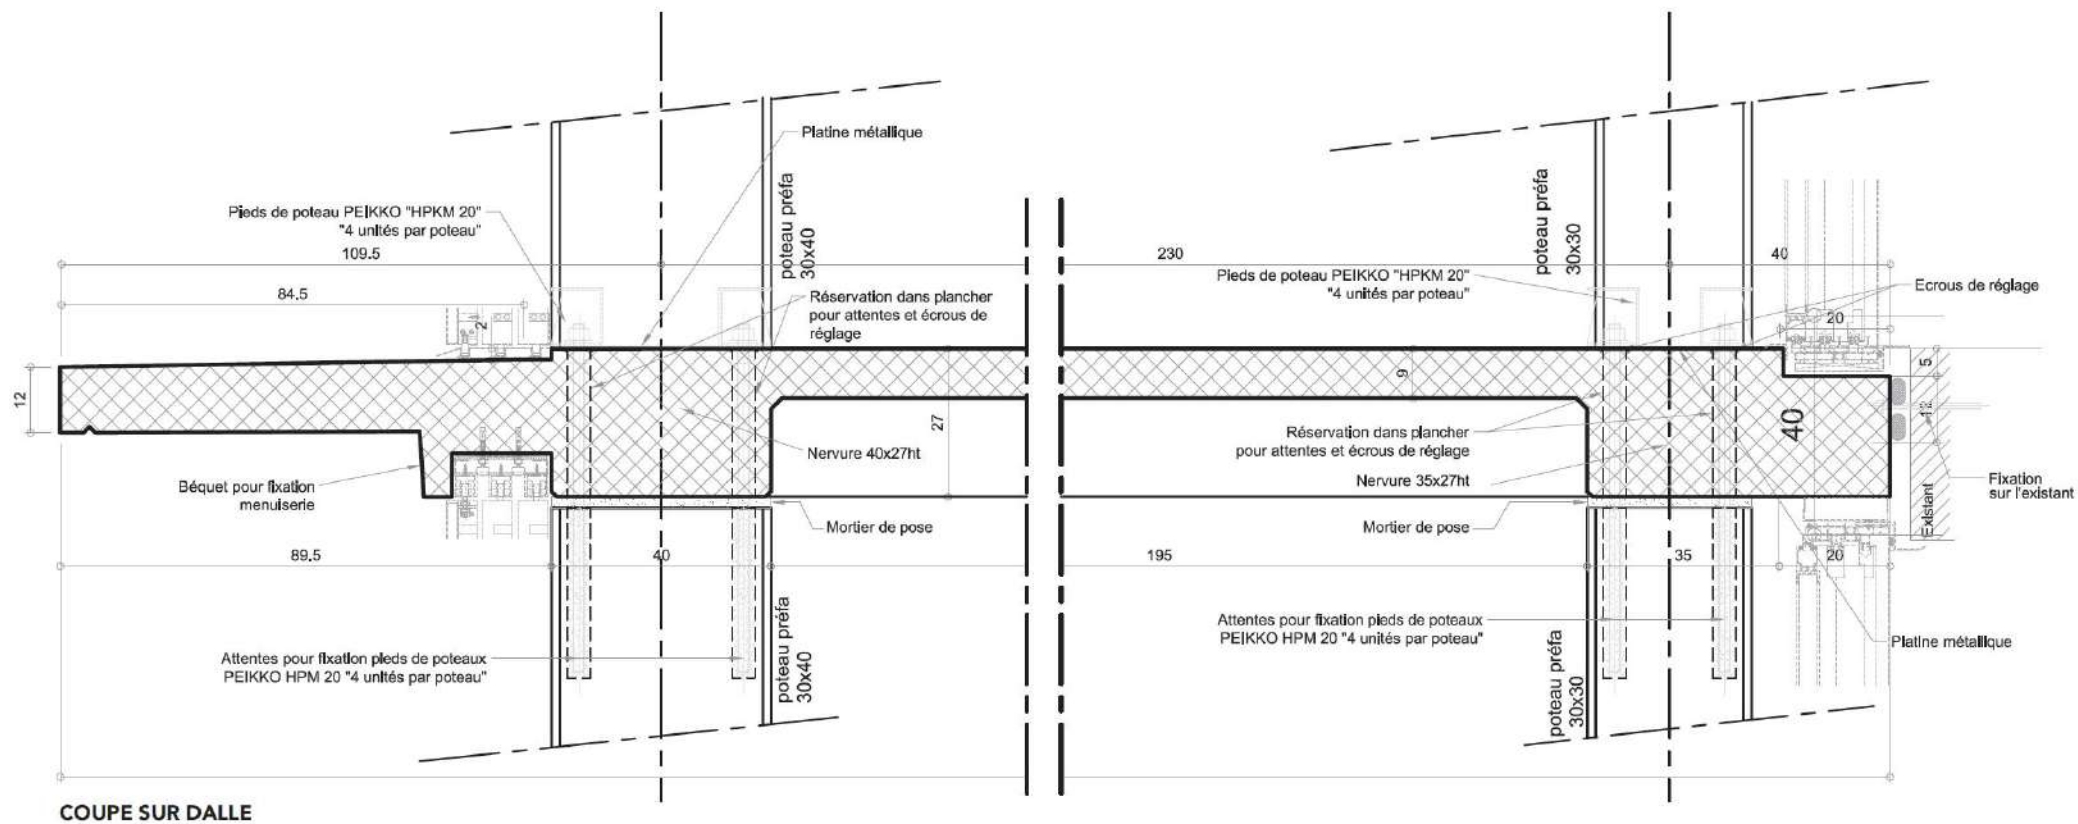 Platine métallique
Pieds de poteau PEIKKO "HPKM 20"
"4 unités par poteau"
poteau préfa
30x40
109.5
84.5
2
Réservation dans plancher
pour attentes et écrous de
réglage
230
40
poteau préfa
30x30
Pieds de poteau PEIKKO "HPKM 20"
"4 unités par poteau"
Ecrous de réglage
20
12
27
9
5
12
40
Réservation dans plancher
pour attentes et écrous de réglage
Nervure 40x27ht
Nervure 35x27ht
Béquet pour fixation
menuiserie
Fixation
sur l'existant
Existant
Mortier de pose
Mortier de pose
89.5
40
195
35
20
poteau préfa
30x40
Attentes pour fixation pieds de poteaux
PEIKKO HPM 20 "4 unités par poteau"
Attentes pour fixation pieds de poteaux
PEIKKO HPM 20 "4 unités par poteau"
poteau préfa
30x30
Platine métallique
COUPE SUR DALLE